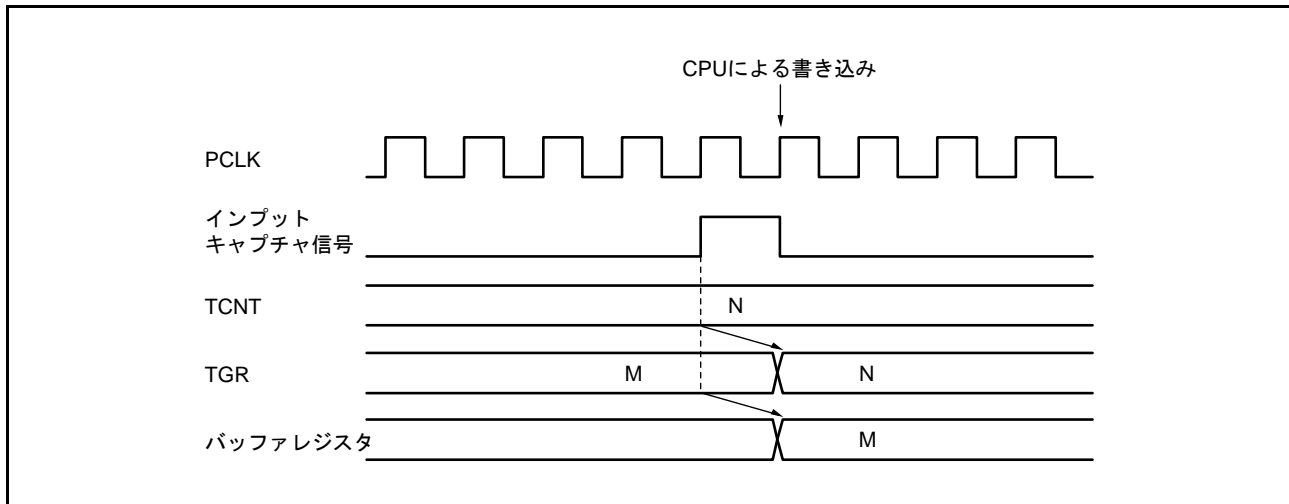 CPUによる書き込み
PCLK
インプット
キャプチャ信号
TCNT
N
TGR
M
N
バッファレジスタ
M